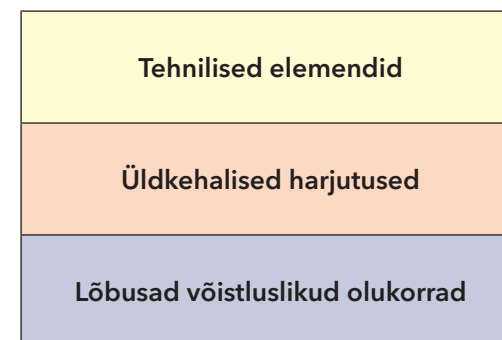 Tehnilised elemendid
Üldkehalised harjutused
Lõbusad võistluslikud olukorrad